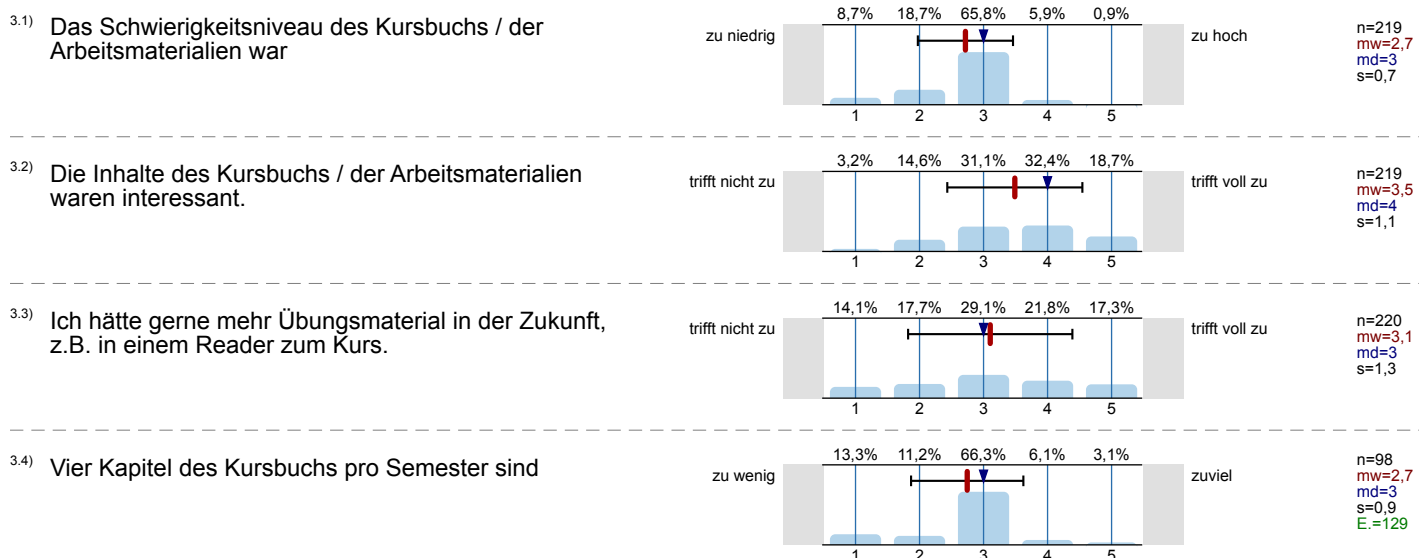 3.1) Das Schwierigkeitsniveau des Kursbuchs / der
Arbeitsmaterialien war
zu niedrig
8,7% 18,7% 65,8% 5,9% 0,9%
1 2 3 4 5
zu hoch
n=219
mw=2,7
md=3
s=0,7
3.2) Die Inhalte des Kursbuchs / der Arbeitsmaterialien
waren interessant.
trifft nicht zu
3,2% 14,6% 31,1% 32,4% 18,7%
1 2 3 4 5
trifft voll zu
n=219
mw=3,5
md=4
s=1,1
3.3) Ich hätte gerne mehr Übungsmaterial in der Zukunft,
z.B. in einem Reader zum Kurs.
trifft nicht zu
14,1% 17,7% 29,1% 21,8% 17,3%
1 2 3 4 5
trifft voll zu
n=220
mw=3,1
md=3
s=1,3
3.4) Vier Kapitel des Kursbuchs pro Semester sind
zu wenig
13,3% 11,2% 66,3% 6,1% 3,1%
1 2 3 4 5
zuviel
n=98
mw=2,7
md=3
s=0,9
E.=129